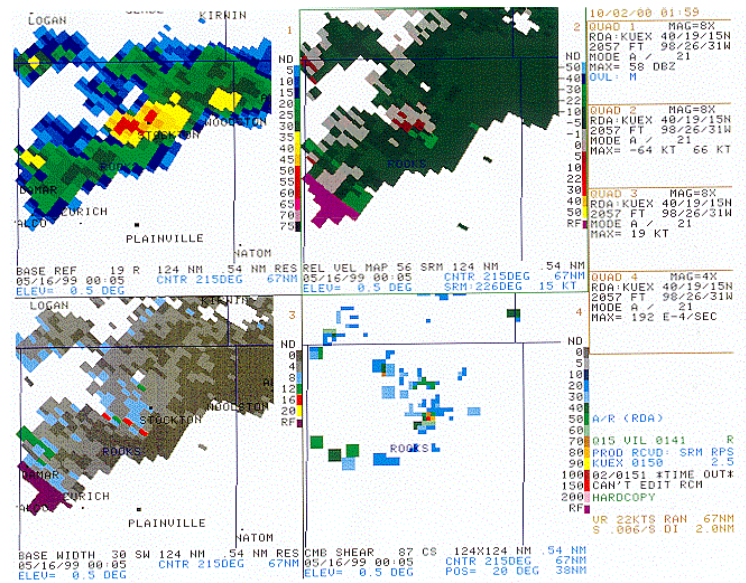 LOGAN
KIRWIN
WOODSTON
STOCKTON
ROOKS
DAMAR
ZURICH
PLAINVILLE
NATOM
1
ND
5
10
15
20
25
30
35
40
45
50
55
60
65
70
75
BASE REF 19 R 124 NM .54 NM RES
05/16/99 00:05 CNTR 215DEG 67NM
ELEV= 0.5 DEG
2
ND
-50
-40
-30
-22
-10
-5
-1
0
5
10
22
30
40
50
RF
ROOKS
REL VEL MAP 56 SRM 124 NM .54 NM
05/16/99 00:05 CNTR 215DEG 67NM
ELEV= 0.5 DEG SRM:226DEG 15 KT
LOGAN
KIRWIN
3
ND
0
4
8
12
16
20
RF
WOODSTON
STOCKTON
ROOKS
DAMAR
ZURICH
PLAINVILLE
NATOM
BASE WIDTH 30 SW 124 NM .54 NM RES
05/16/99 00:05 CNTR 215DEG 67NM
ELEV= 0.5 DEG
4
ND
0
5
10
20
30
40
50
60
70
80
90
100
150
200
RF
ROOKS
CMB SHEAR 87 CS 124X124 NM .54 NM
05/16/99 00:05 CNTR 215DEG 67NM
ELEV= 0.5 DEG POS= 20 DEG 38NM
10/02/00 01:59
QUAD 1 MAG=8X
RDA:KUEX 40/19/15N
2057 FT 98/26/31W
MODE A / 21
MAX= 58 DBZ
OVL: M
QUAD 2 MAG=8X
RDA:KUEX 40/19/15N
2057 FT 98/26/31W
MODE A / 21
MAX= -64 KT 66 KT
QUAD 3 MAG=8X
RDA:KUEX 40/19/15N
2057 FT 98/26/31W
MODE A / 21
MAX= 19 KT
QUAD 4 MAG=4X
RDA:KUEX 40/19/15N
2057 FT 98/26/31W
MODE A / 21
MAX= 192 E-4/SEC
A/R (RDA)
Q15 VIL 0141 R
PROD RCVD: SRM RPS
KUEX 0150 2.5
02/0151 *TIME OUT*
CAN'T EDIT RCM
HARDCOPY
VR 22KTS RAN 67NM
S .006/S DI 2.0NM